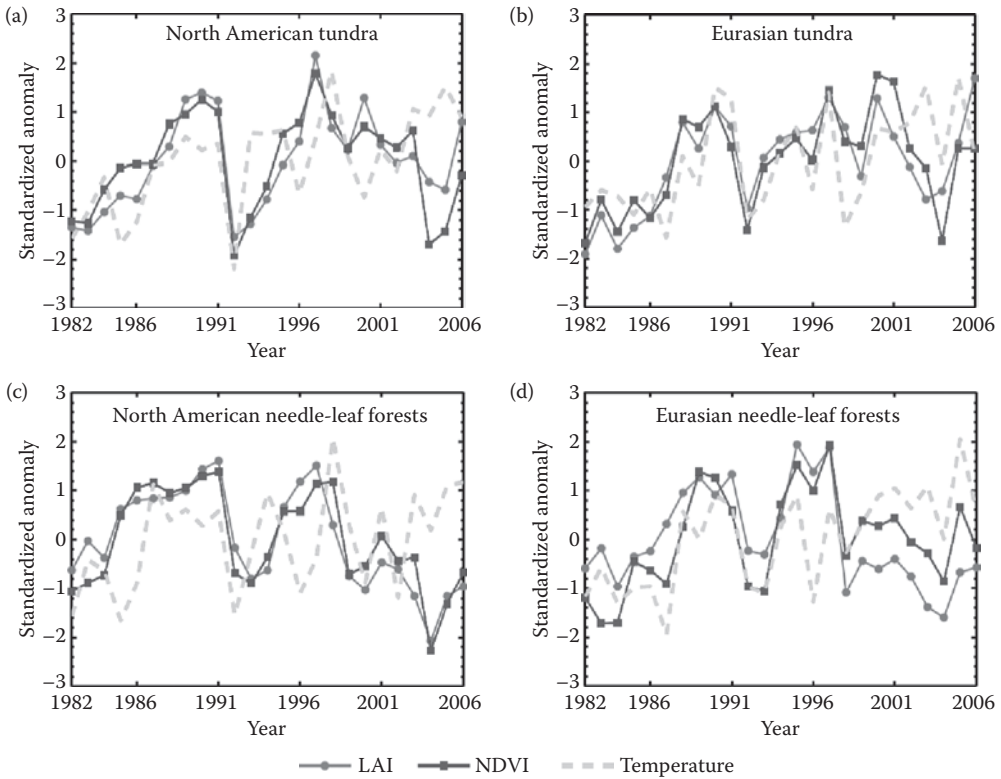 (a)
North American tundra
Standardized anomaly
3
2
1
0
−1
−2
−3
1982 1986 1991 1996 2001 2006
Year
(b)
Eurasian tundra
Standardized anomaly
3
2
1
0
−1
−2
−3
1982 1986 1991 1996 2001 2006
Year
(c)
North American needle-leaf forests
Standardized anomaly
3
2
1
0
−1
−2
−3
1982 1986 1991 1996 2001 2006
Year
(d)
Eurasian needle-leaf forests
Standardized anomaly
3
2
1
0
−1
−2
−3
1982 1986 1991 1996 2001 2006
Year
LAI NDVI Temperature